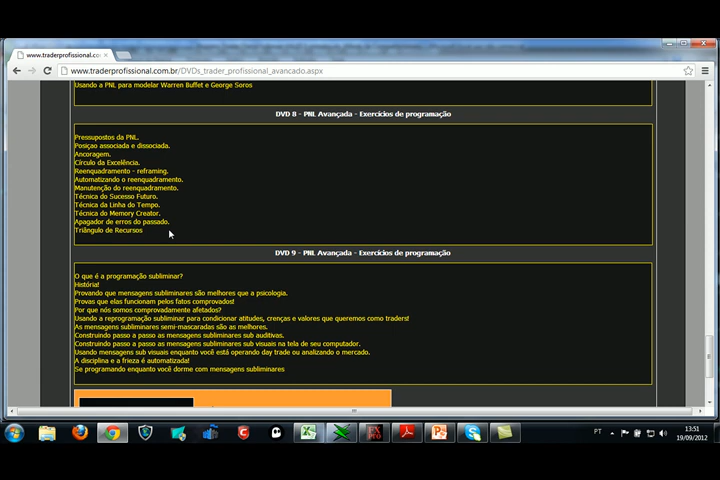 www.traderprofissional.co
www.traderprofissional.com.br/DVDs_trader_profissional_avancado.aspx
Usando a PNL para modelar Warren Buffet e George Soros
DVD 8 - PNL Avançada - Exercícios de programação
Pressupostos da PNL.
Posiçao associada e dissociada.
Ancoragem.
Círculo da Excelência.
Reenquadramento - reframing.
Automatizando o reenquadramento.
Manutenção do reenquadramento.
Técnica do Sucesso Futuro.
Técnica da Linha do Tempo.
Técnica do Memory Creator.
Apagador de erros do passado.
Triângulo de Recursos
DVD 9 - PNL Avançada - Exercícios de programação
O que é a programação subliminar?
História!
Provando que mensagens subliminares são melhores que a psicologia.
Provas que elas funcionam pelos fatos comprovados!
Por que nós somos comprovadamente afetados?
Usando a reprogramação subliminar para condicionar atitudes, crenças e valores que queremos como traders!
As mensagens subliminares semi-mascaradas são as melhores.
Construindo passo a passo as mensagens subliminares sub auditivas.
Construindo passo a passo as mensagens subliminares sub visuais na tela de seu computador.
Usando mensagens sub visuais enquanto você está operando day trade ou analizando o mercado.
A disciplina e a frieza é automatizada!
Se programando enquanto você dorme com mensagens subliminares
PT
13:51
19/09/2012